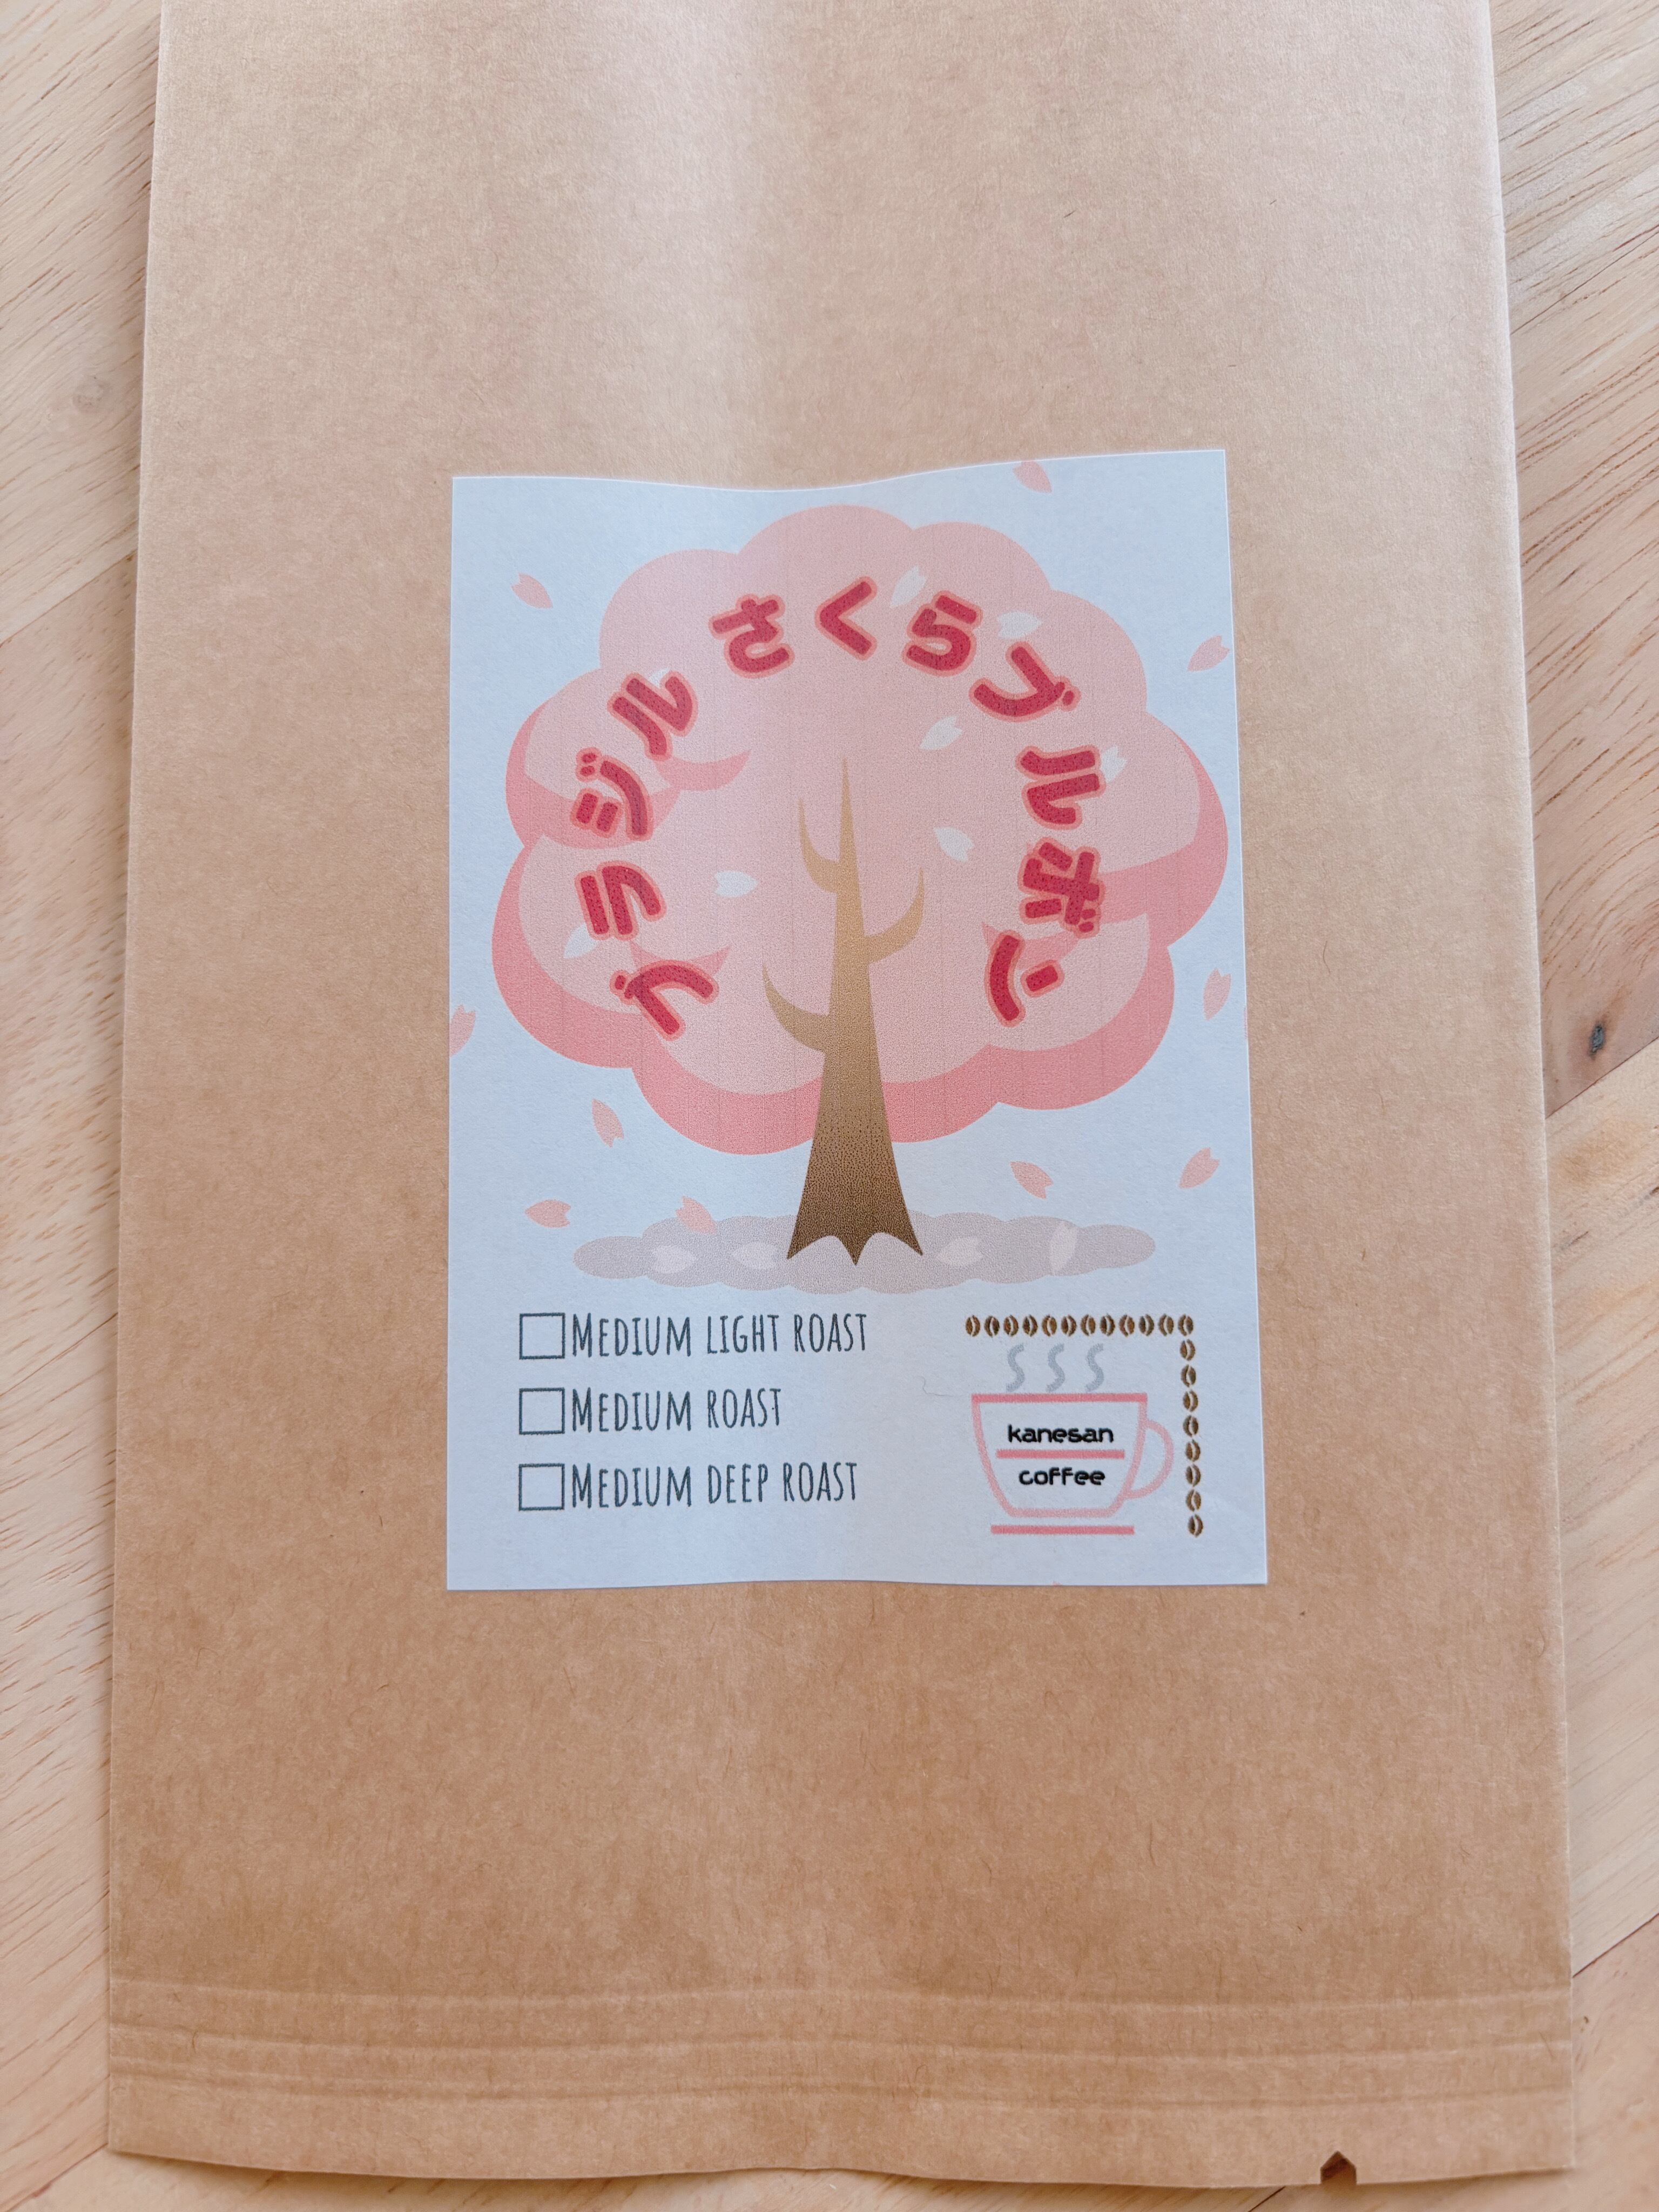 ブラジル さくらブルボン
MEDIUM LIGHT ROAST
MEDIUM ROAST
MEDIUM DEEP ROAST
kanesan
coffee